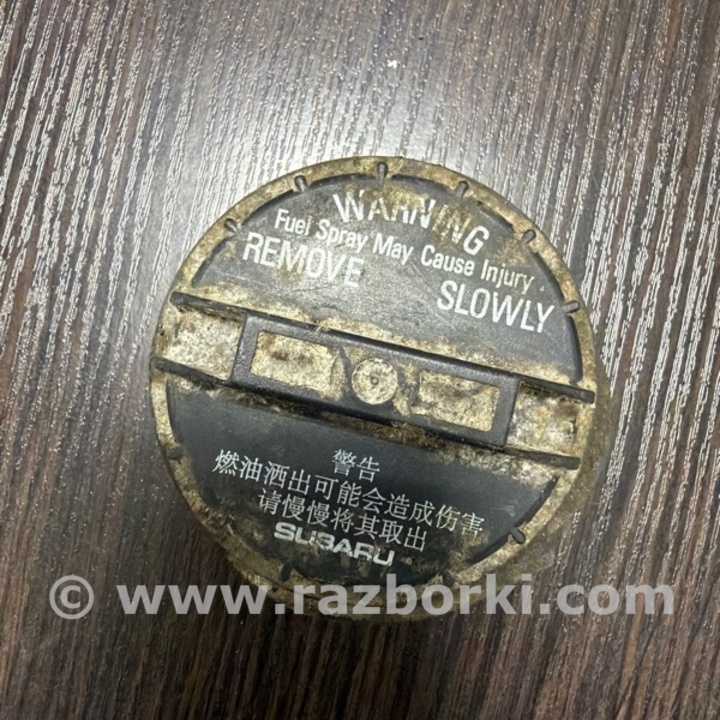 WARNING
Fuel Spray May Cause Injury.
REMOVE SLOWLY
警告
燃油洒出可能会造成伤害
请慢慢将其取出
SUBARU
© www.razborki.com